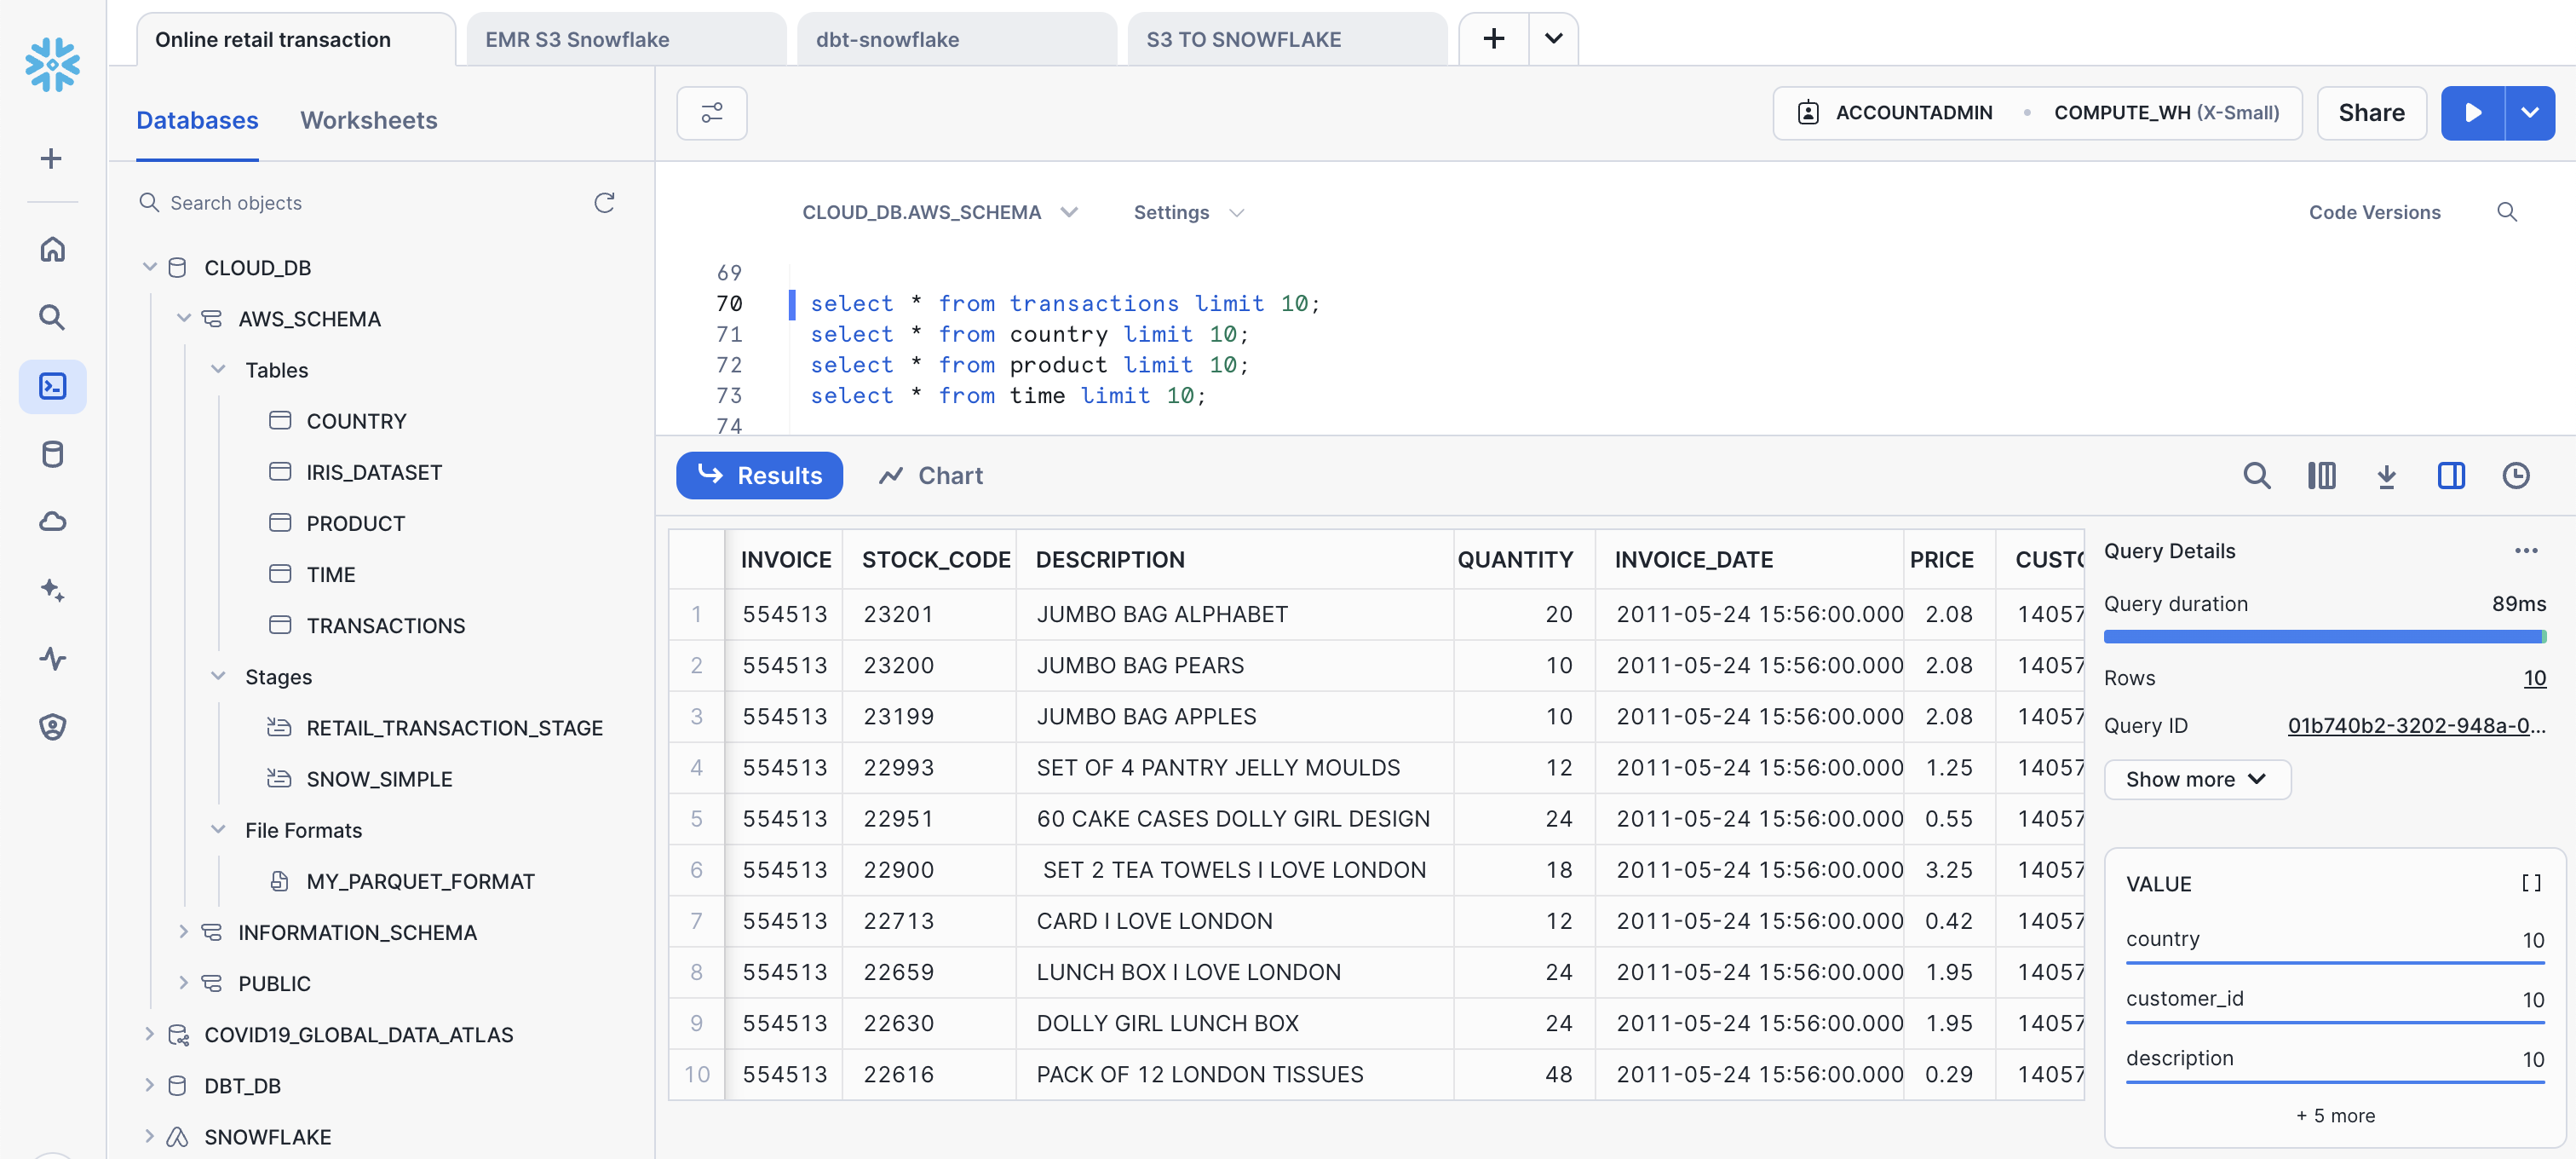 Online retail transaction
EMR S3 Snowflake
dbt-snowflake
S3 TO SNOWFLAKE
Databases
Worksheets
Search objects
CLOUD_DB
AWS_SCHEMA
Tables
COUNTRY
IRIS_DATASET
PRODUCT
TIME
TRANSACTIONS
Stages
RETAIL_TRANSACTION_STAGE
SNOW_SIMPLE
File Formats
MY_PARQUET_FORMAT
INFORMATION_SCHEMA
PUBLIC
COVID19_GLOBAL_DATA_ATLAS
DBT_DB
SNOWFLAKE
ACCOUNTADMIN • COMPUTE_WH (X-Small)
Share
CLOUD_DB.AWS_SCHEMA
Settings
Code Versions
69
70 select * from transactions limit 10;
71 select * from country limit 10;
72 select * from product limit 10;
73 select * from time limit 10;
74
Results
Chart
INVOICE STOCK_CODE DESCRIPTION QUANTITY INVOICE_DATE PRICE CUSTO
1 554513 23201 JUMBO BAG ALPHABET 20 2011-05-24 15:56:00.000 2.08 14057
2 554513 23200 JUMBO BAG PEARS 10 2011-05-24 15:56:00.000 2.08 14057
3 554513 23199 JUMBO BAG APPLES 10 2011-05-24 15:56:00.000 2.08 14057
4 554513 22993 SET OF 4 PANTRY JELLY MOULDS 12 2011-05-24 15:56:00.000 1.25 14057
5 554513 22951 60 CAKE CASES DOLLY GIRL DESIGN 24 2011-05-24 15:56:00.000 0.55 14057
6 554513 22900 SET 2 TEA TOWELS I LOVE LONDON 18 2011-05-24 15:56:00.000 3.25 14057
7 554513 22713 CARD I LOVE LONDON 12 2011-05-24 15:56:00.000 0.42 14057
8 554513 22659 LUNCH BOX I LOVE LONDON 24 2011-05-24 15:56:00.000 1.95 14057
9 554513 22630 DOLLY GIRL LUNCH BOX 24 2011-05-24 15:56:00.000 1.95 14057
10 554513 22616 PACK OF 12 LONDON TISSUES 48 2011-05-24 15:56:00.000 0.29 14057
Query Details
Query duration 89ms
Rows 10
Query ID 01b740b2-3202-948a-0...
Show more
VALUE
country 10
customer_id 10
description 10
+ 5 more